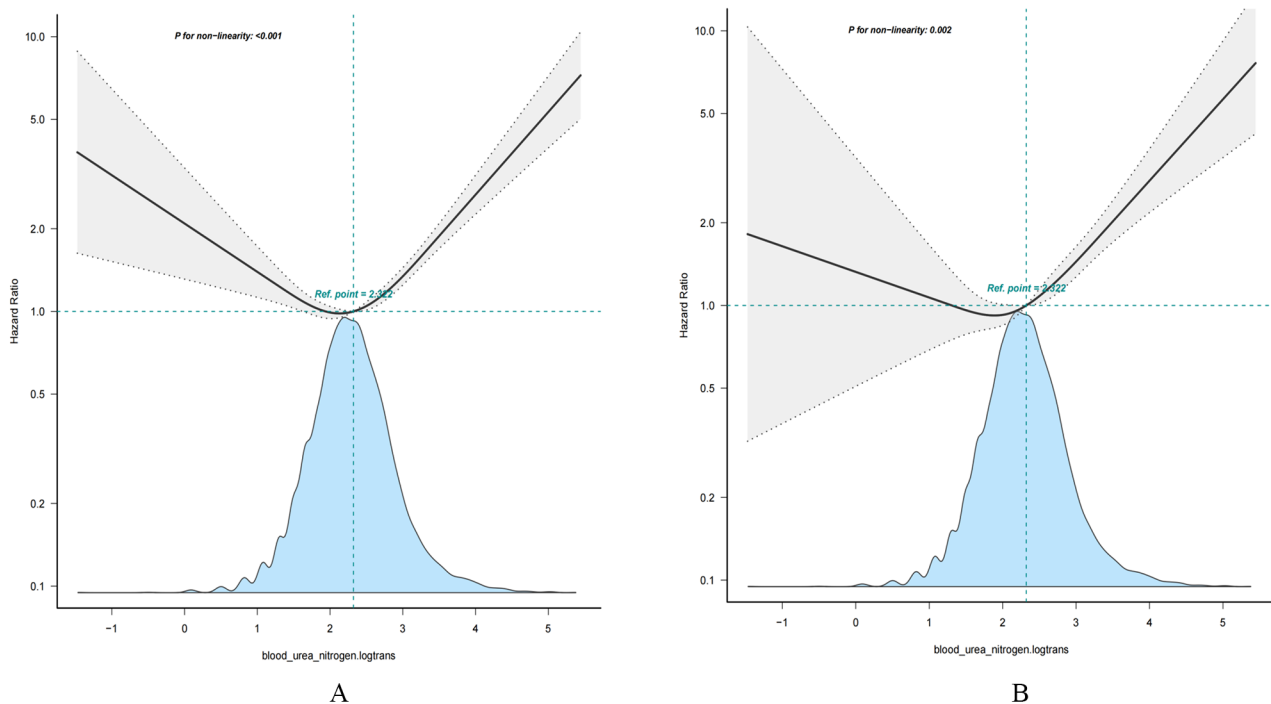 P for non−linearity: <0.001
10.0
5.0
2.0
1.0
0.5
0.2
0.1
Hazard Ratio
Ref. point = 2.322
−1
0
1
2
3
4
5
blood_urea_nitrogen.logtrans
A
P for non−linearity: 0.002
10.0
5.0
2.0
1.0
0.5
0.2
0.1
Hazard Ratio
Ref. point = 2.322
−1
0
1
2
3
4
5
blood_urea_nitrogen.logtrans
B